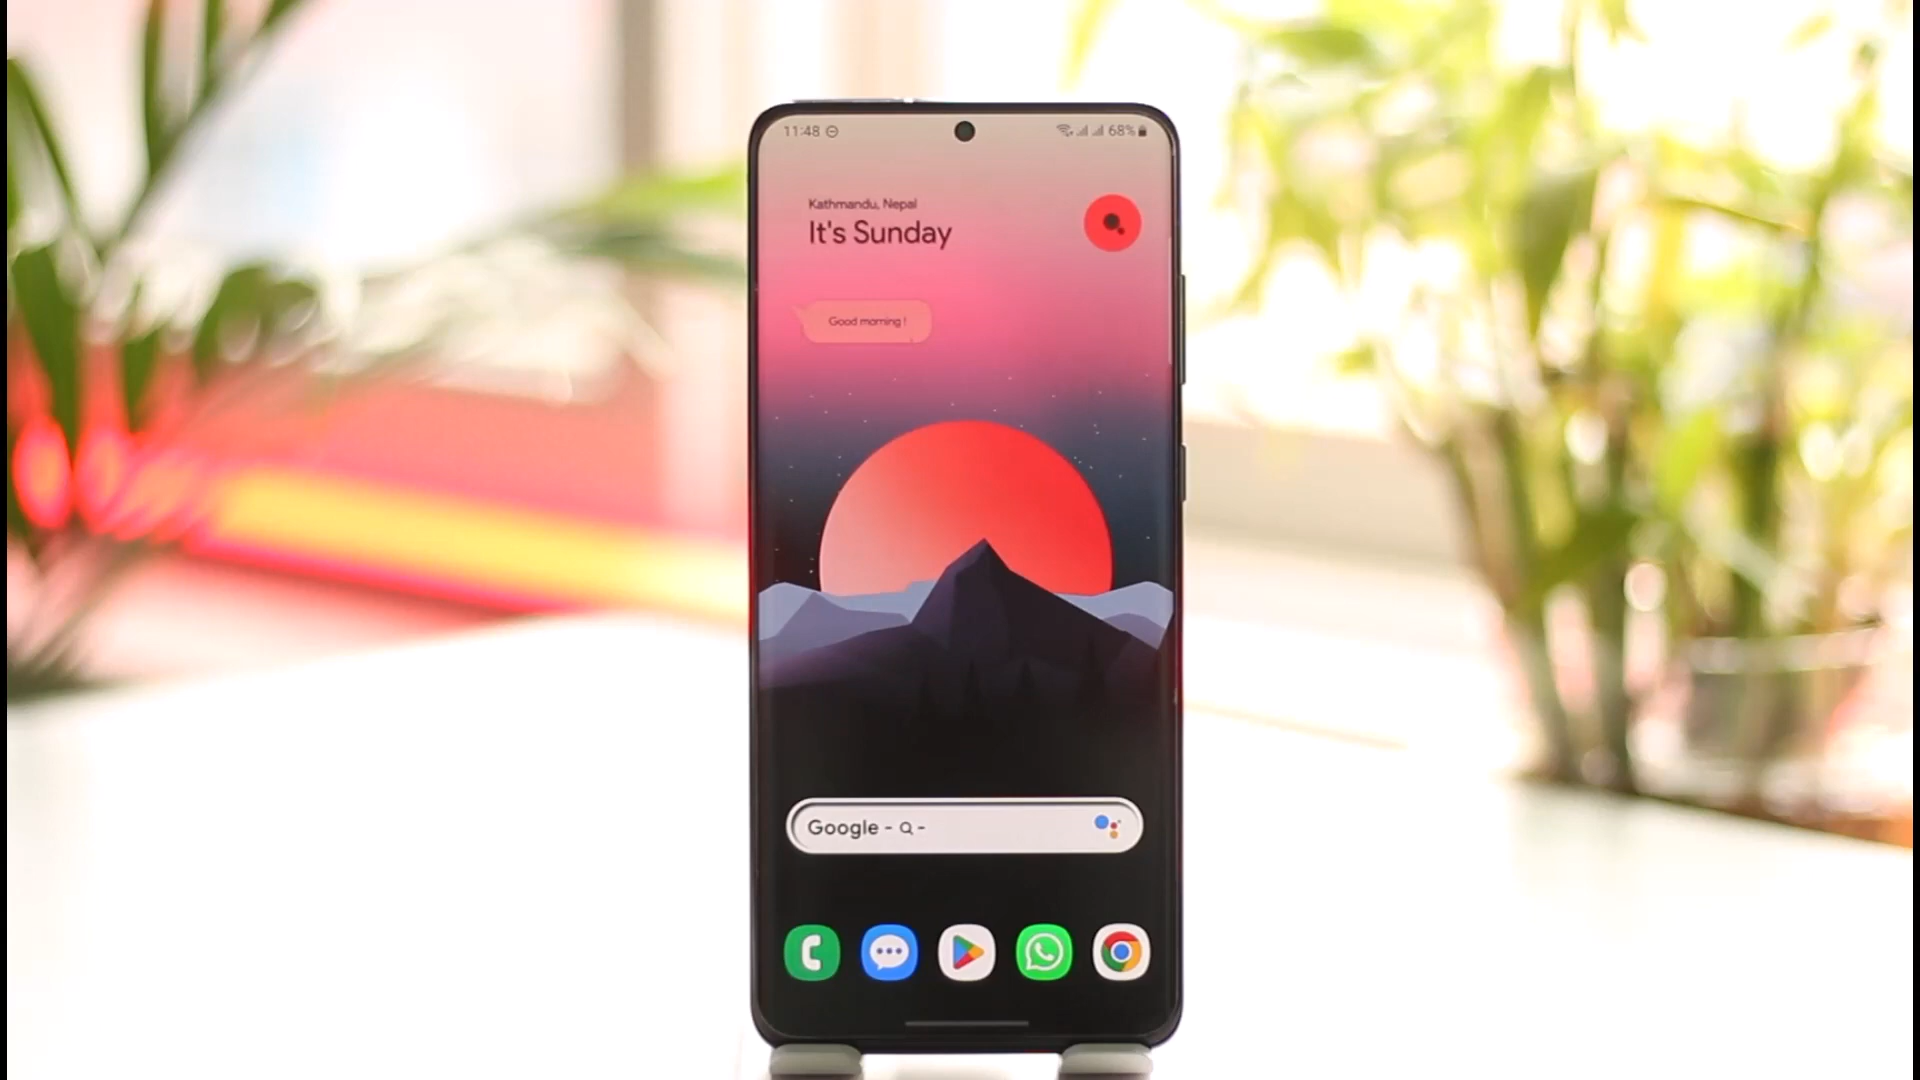 11:48 68%
Kathmandu, Nepal
It's Sunday
Good morning !
Google - -